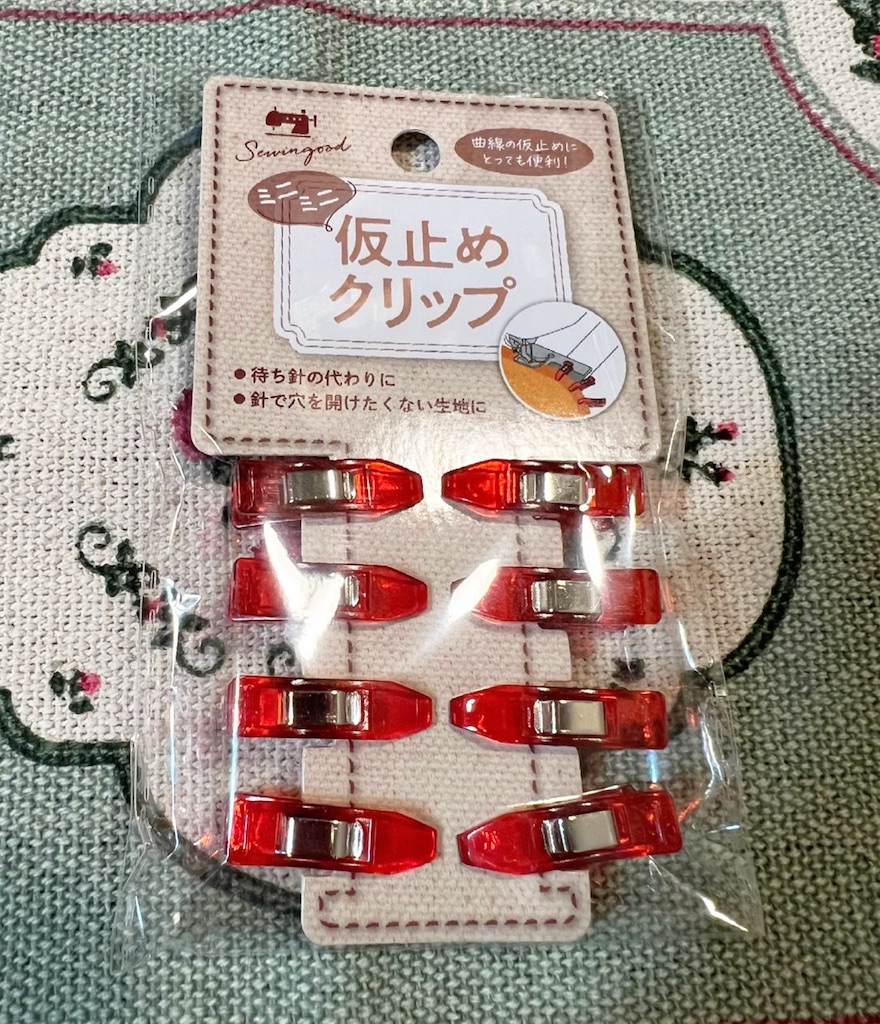 Sewingood
曲線の仮止めに
とっても便利!
ミニミニ
仮止め
クリップ
●待ち針の代わりに
●針で穴を開けたくない生地に